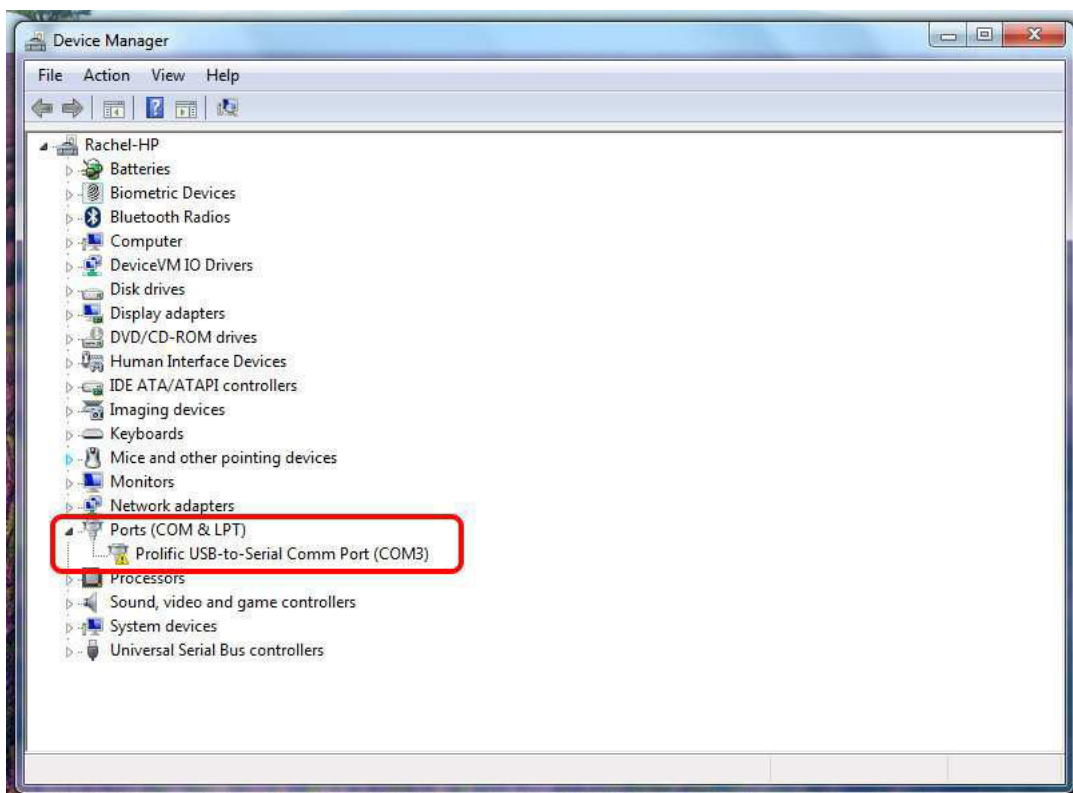 Device Manager
File Action View Help
Rachel-HP
Batteries
Biometric Devices
Bluetooth Radios
Computer
DeviceVM IO Drivers
Disk drives
Display adapters
DVD/CD-ROM drives
Human Interface Devices
IDE ATA/ATAPI controllers
Imaging devices
Keyboards
Mice and other pointing devices
Monitors
Network adapters
Ports (COM & LPT)
Prolific USB-to-Serial Comm Port (COM3)
Processors
Sound, video and game controllers
System devices
Universal Serial Bus controllers